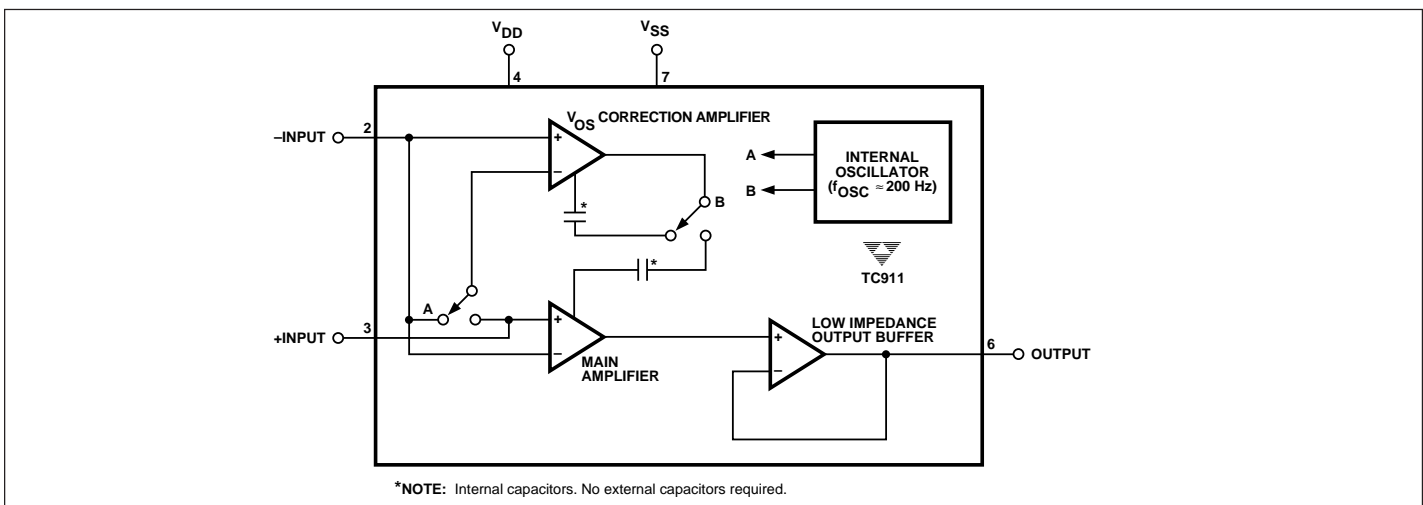 VDD
VSS
4
7
–INPUT
2
VOS CORRECTION AMPLIFIER
+
–
A
B
INTERNAL
OSCILLATOR
(fOSC ≈ 200 Hz)
*
B
TC911
*
A
+INPUT
3
+
–
MAIN
AMPLIFIER
LOW IMPEDANCE
OUTPUT BUFFER
+
–
6
OUTPUT
*NOTE: Internal capacitors. No external capacitors required.